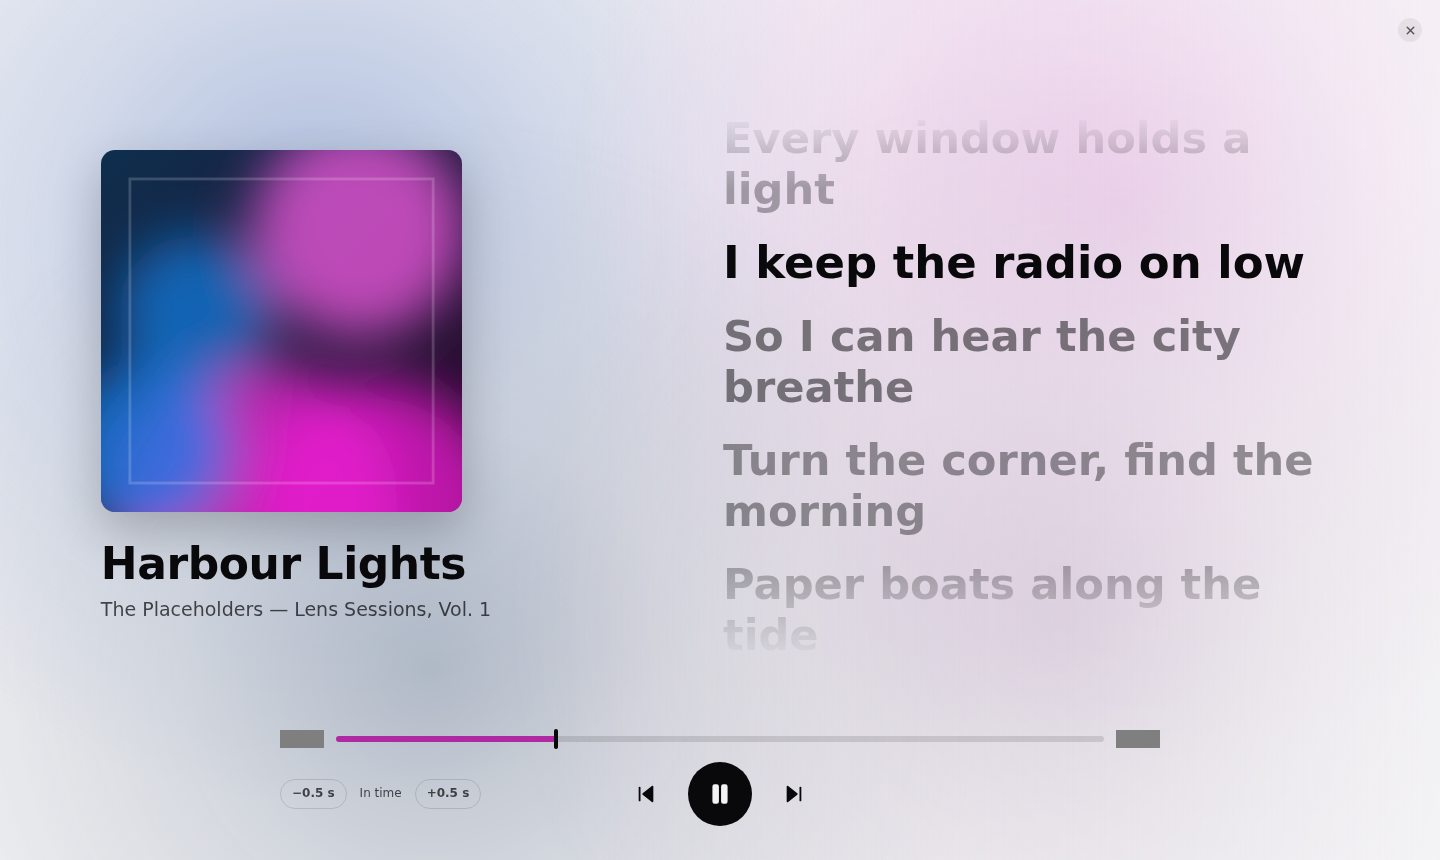 Every window holds a
light
I keep the radio on low
So I can hear the city
breathe
Turn the corner, find the
morning
Paper boats along the
tide
Harbour Lights
The Placeholders — Lens Sessions, Vol. 1
−0.5 s
In time
+0.5 s